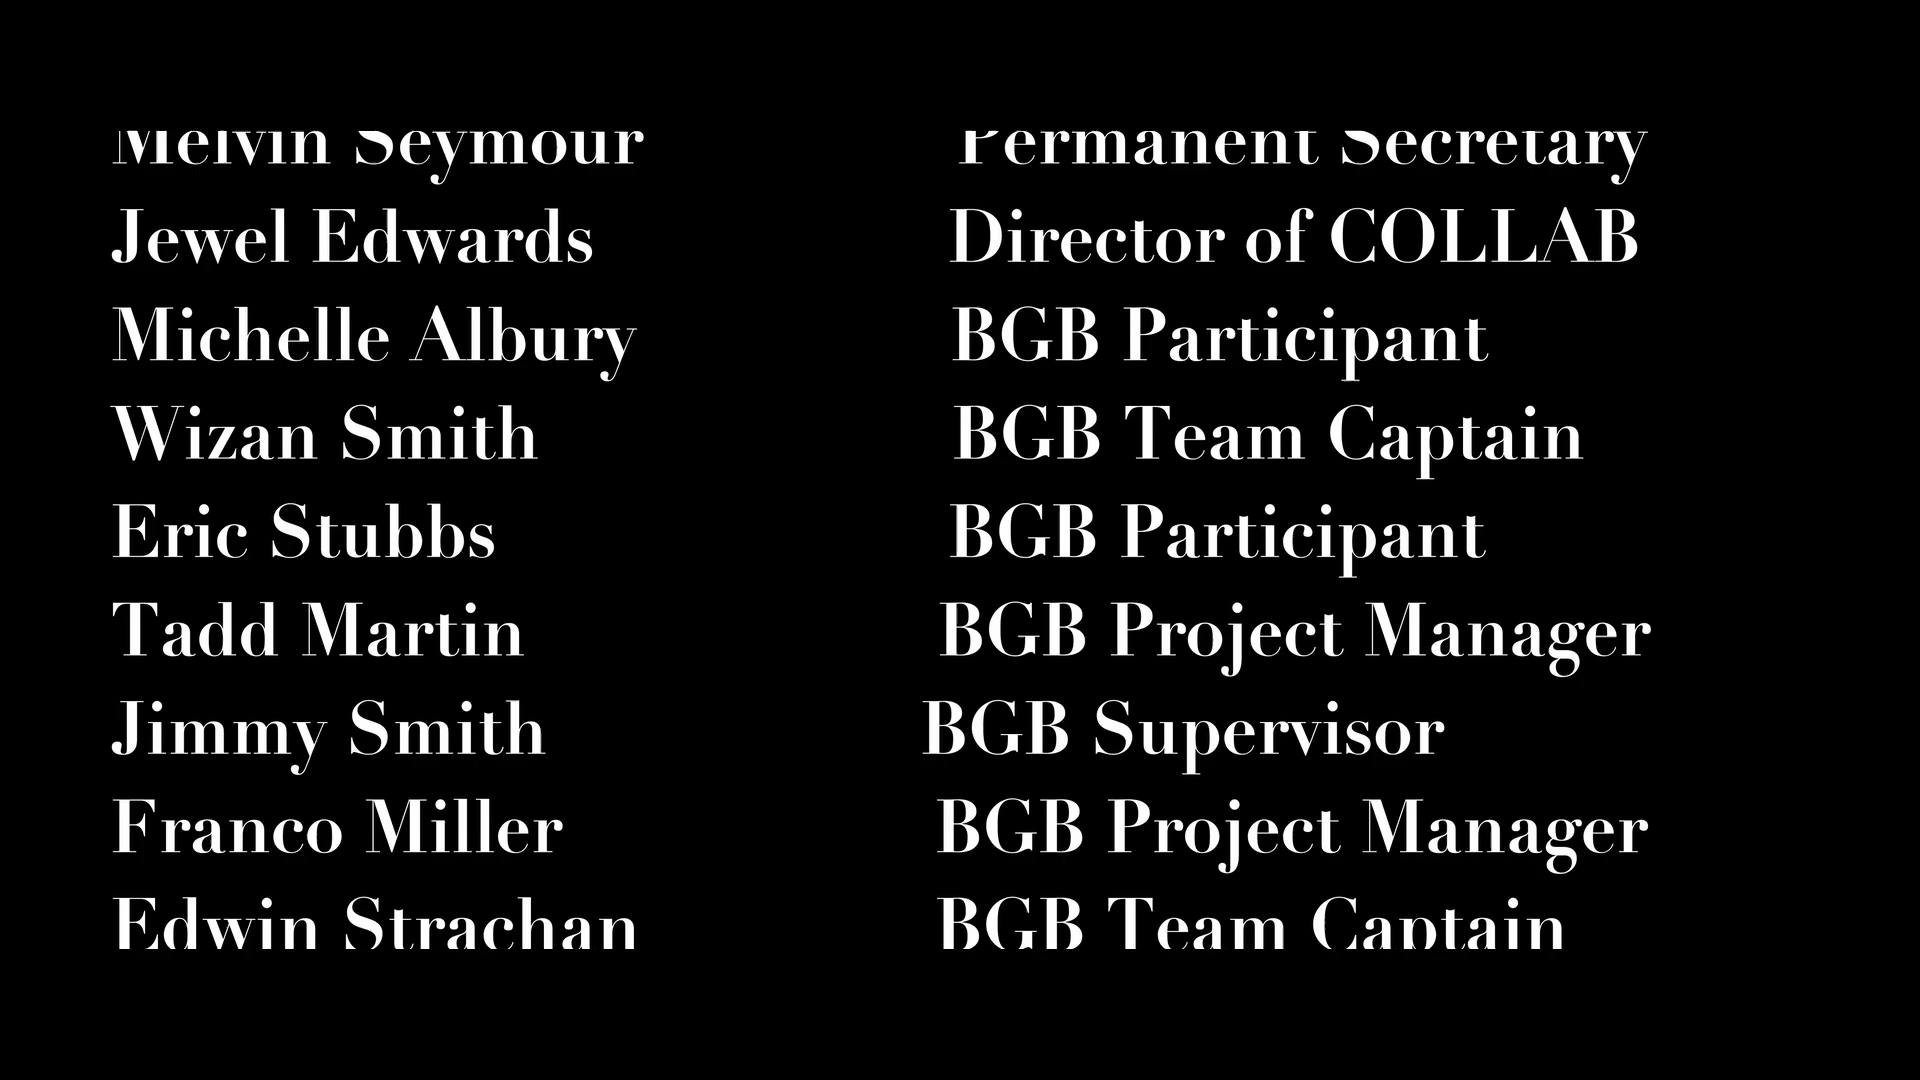 Melvin Seymour Permanent Secretary
Jewel Edwards Director of COLLAB
Michelle Albury BGB Participant
Wizan Smith BGB Team Captain
Eric Stubbs BGB Participant
Tadd Martin BGB Project Manager
Jimmy Smith BGB Supervisor
Franco Miller BGB Project Manager
Edwin Strachan BGB Team Captain